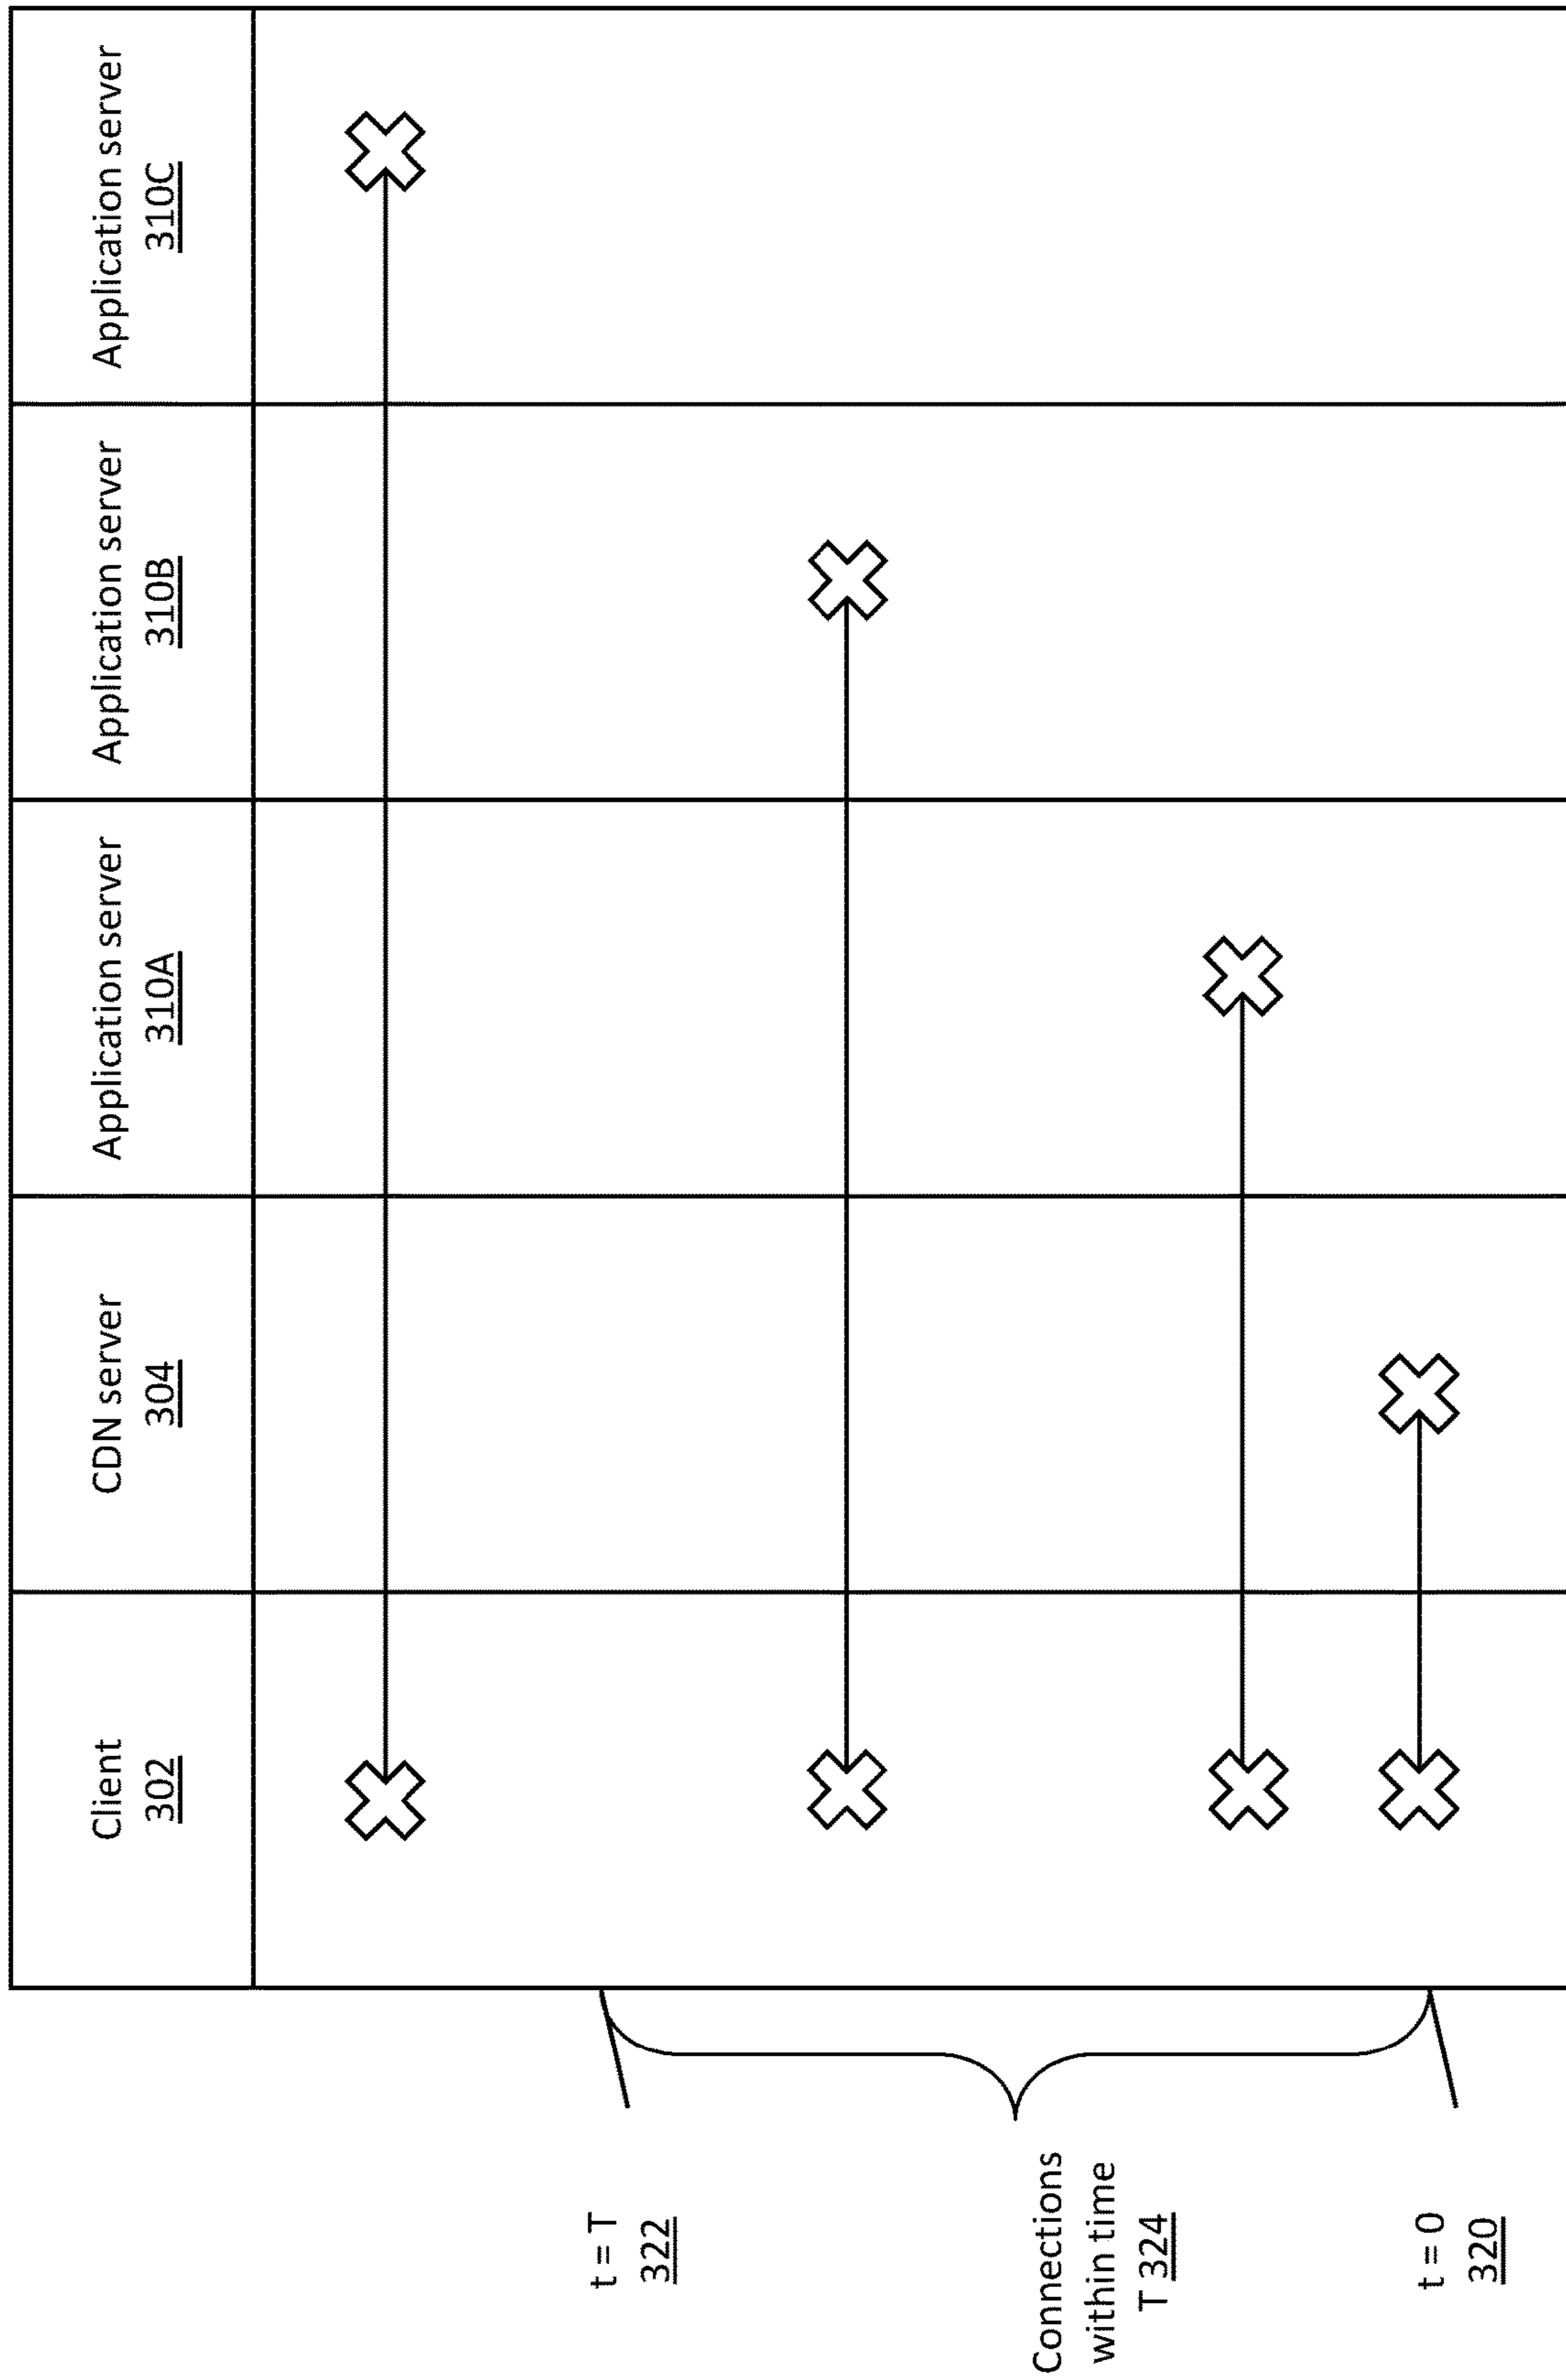 Client
302
CDN server
304
Application server
310A
Application server
310B
Application server
310C
t = T
322
Connections
within time
T 324
t = 0
320